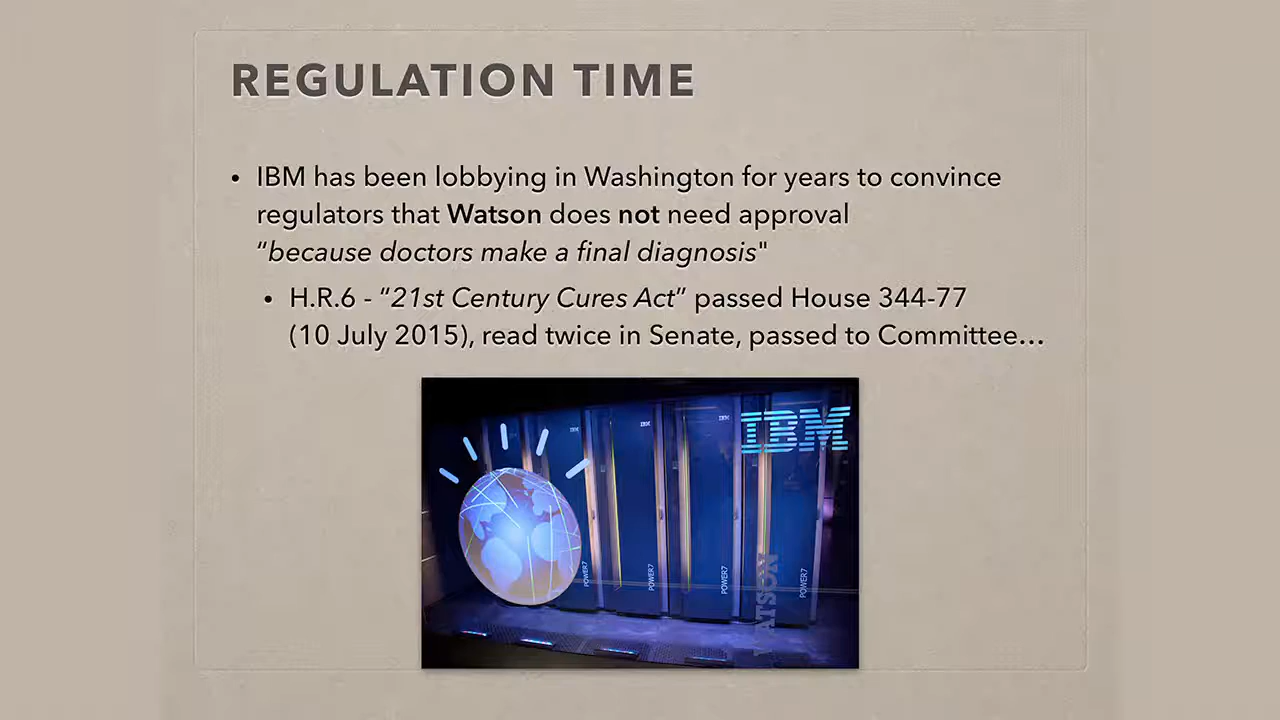 REGULATION TIME
• IBM has been lobbying in Washington for years to convince
regulators that Watson does not need approval
“because doctors make a final diagnosis"
• H.R.6 - “21st Century Cures Act” passed House 344-77
(10 July 2015), read twice in Senate, passed to Committee…
IBM
IBM
IBM
IBM
POWER7
POWER7
POWER7
POWER7
WATSON